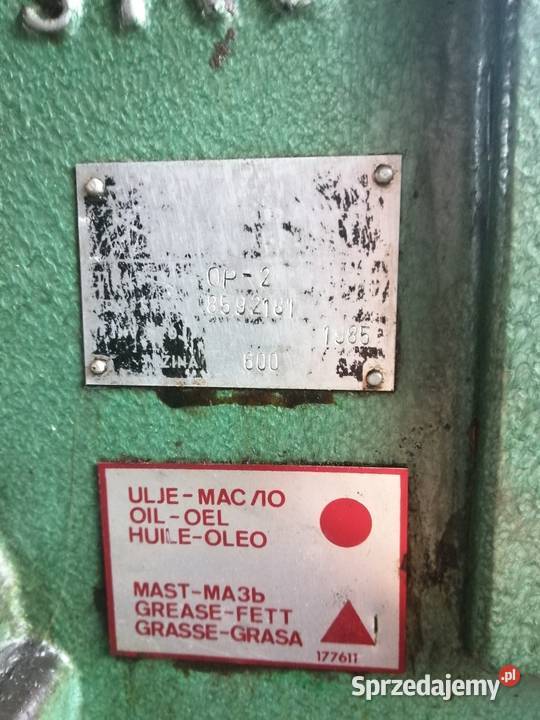 OP-2
8592181
1985
600
ULJE-МАСЛО
OIL-OEL
HUILE-OLEO
MAST-МАЗЬ
GREASE-FETT
GRASSE-GRASA
177611
Sprzedajemy.pl